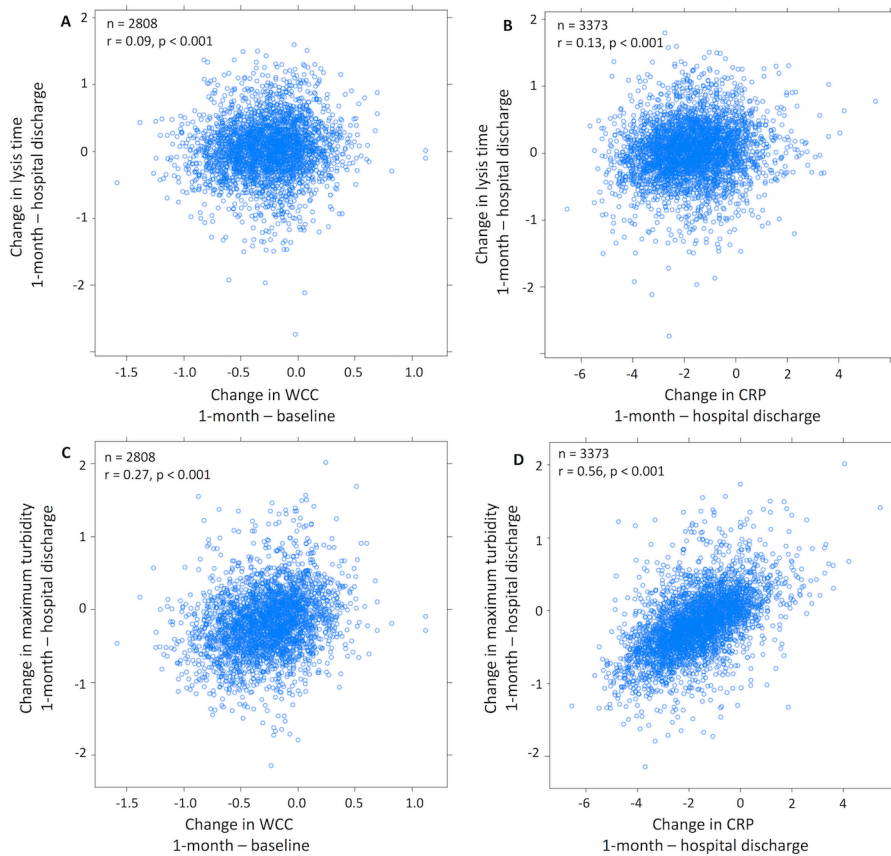 A
n = 2808
r = 0.09, p < 0.001
2
1
0
-1
-2
Change in lysis time
1-month – hospital discharge
-1.5 -1.0 -0.5 0.0 0.5 1.0
Change in WCC
1-month – baseline
B
n = 3373
r = 0.13, p < 0.001
2
1
0
-1
-2
Change in lysis time
1-month – hospital discharge
-6 -4 -2 0 2 4
Change in CRP
1-month – hospital discharge
C
n = 2808
r = 0.27, p < 0.001
2
1
0
-1
-2
Change in maximum turbidity
1-month – hospital discharge
-1.5 -1.0 -0.5 0.0 0.5 1.0
Change in WCC
1-month – baseline
D
n = 3373
r = 0.56, p < 0.001
2
1
0
-1
-2
Change in maximum turbidity
1-month – hospital discharge
-6 -4 -2 0 2 4
Change in CRP
1-month – hospital discharge